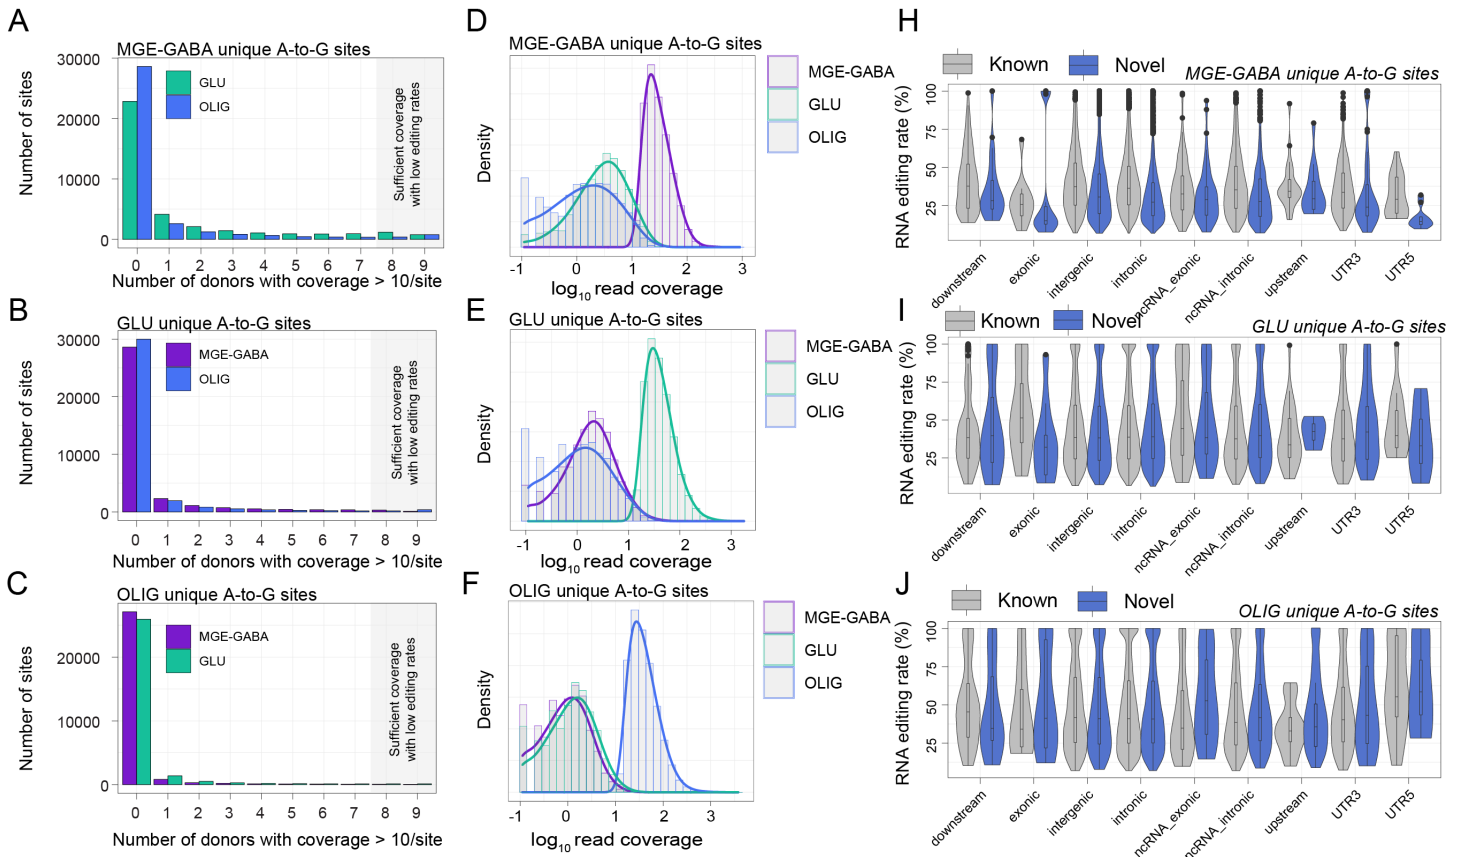 A
MGE-GABA unique A-to-G sites
Number of sites
30000
20000
10000
0
GLU
OLIG
Sufficient coverage
with low editing rates
0 1 2 3 4 5 6 7 8 9
Number of donors with coverage > 10/site
B
GLU unique A-to-G sites
Number of sites
30000
20000
10000
0
MGE-GABA
OLIG
Sufficient coverage
with low editing rates
0 1 2 3 4 5 6 7 8 9
Number of donors with coverage > 10/site
C
OLIG unique A-to-G sites
Number of sites
20000
10000
0
MGE-GABA
GLU
Sufficient coverage
with low editing rates
0 1 2 3 4 5 6 7 8 9
Number of donors with coverage > 10/site
D
MGE-GABA unique A-to-G sites
Density
MGE-GABA
GLU
OLIG
-1 0 1 2 3
log10 read coverage
E
GLU unique A-to-G sites
Density
MGE-GABA
GLU
OLIG
-1 0 1 2 3
log10 read coverage
F
OLIG unique A-to-G sites
Density
MGE-GABA
GLU
OLIG
-1 0 1 2 3
log10 read coverage
H
Known Novel
MGE-GABA unique A-to-G sites
RNA editing rate (%)
100
75
50
25
downstream
exonic
intergenic
intronic
ncRNA_exonic
ncRNA_intronic
upstream
UTR3
UTR5
I
Known Novel
GLU unique A-to-G sites
RNA editing rate (%)
100
75
50
25
downstream
exonic
intergenic
intronic
ncRNA_exonic
ncRNA_intronic
upstream
UTR3
UTR5
J
Known Novel
OLIG unique A-to-G sites
RNA editing rate (%)
100
75
50
25
downstream
exonic
intergenic
intronic
ncRNA_exonic
ncRNA_intronic
upstream
UTR3
UTR5